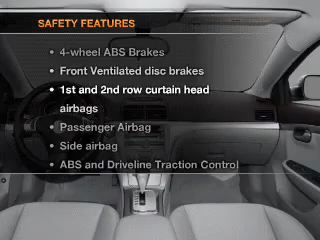 SAFETY FEATURES
• 4-wheel ABS Brakes
• Front Ventilated disc brakes
• 1st and 2nd row curtain head
airbags
• Passenger Airbag
• Side airbag
• ABS and Driveline Traction Control